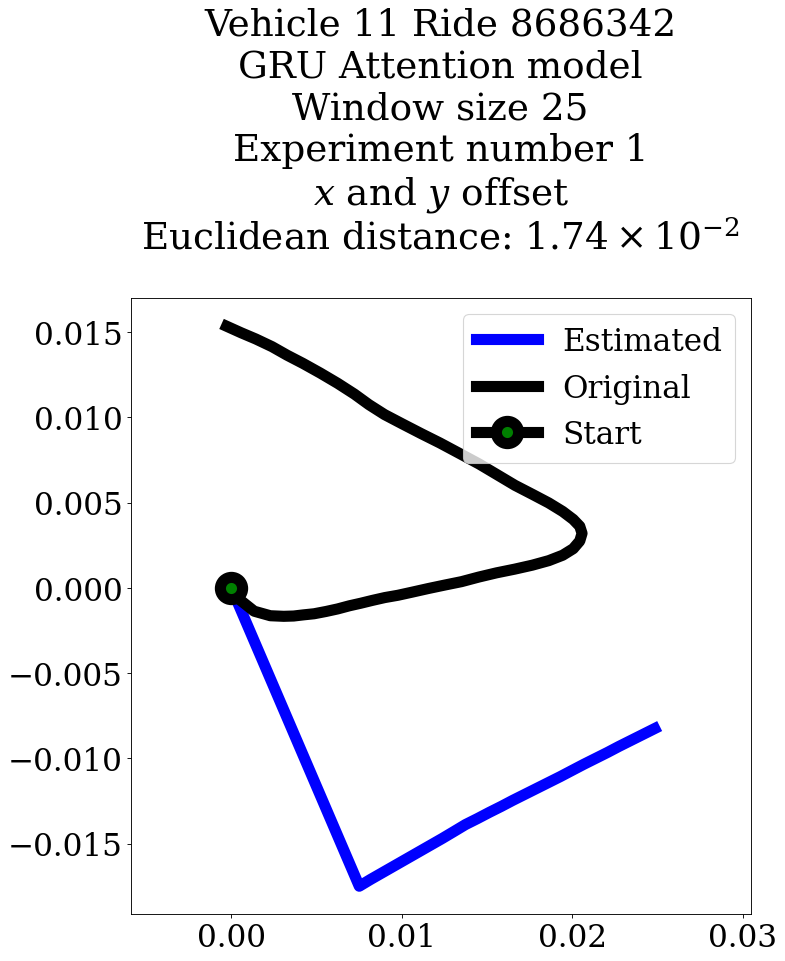 Vehicle 11 Ride 8686342
GRU Attention model
Window size 25
Experiment number 1
x and y offset
Euclidean distance: 1.74 × 10⁻²
Estimated
Original
Start
0.015
0.010
0.005
0.000
−0.005
−0.010
−0.015
0.00 0.01 0.02 0.03